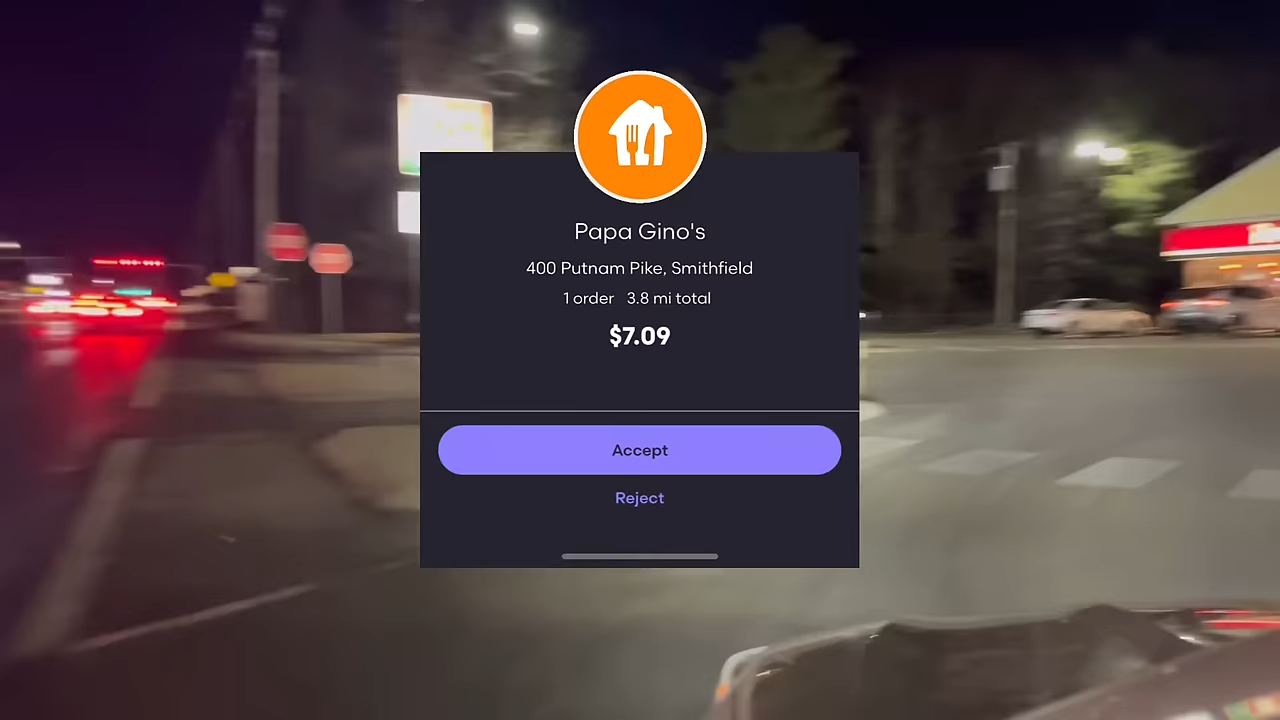 Papa Gino's
400 Putnam Pike, Smithfield
1 order 3.8 mi total
$7.09
Accept
Reject